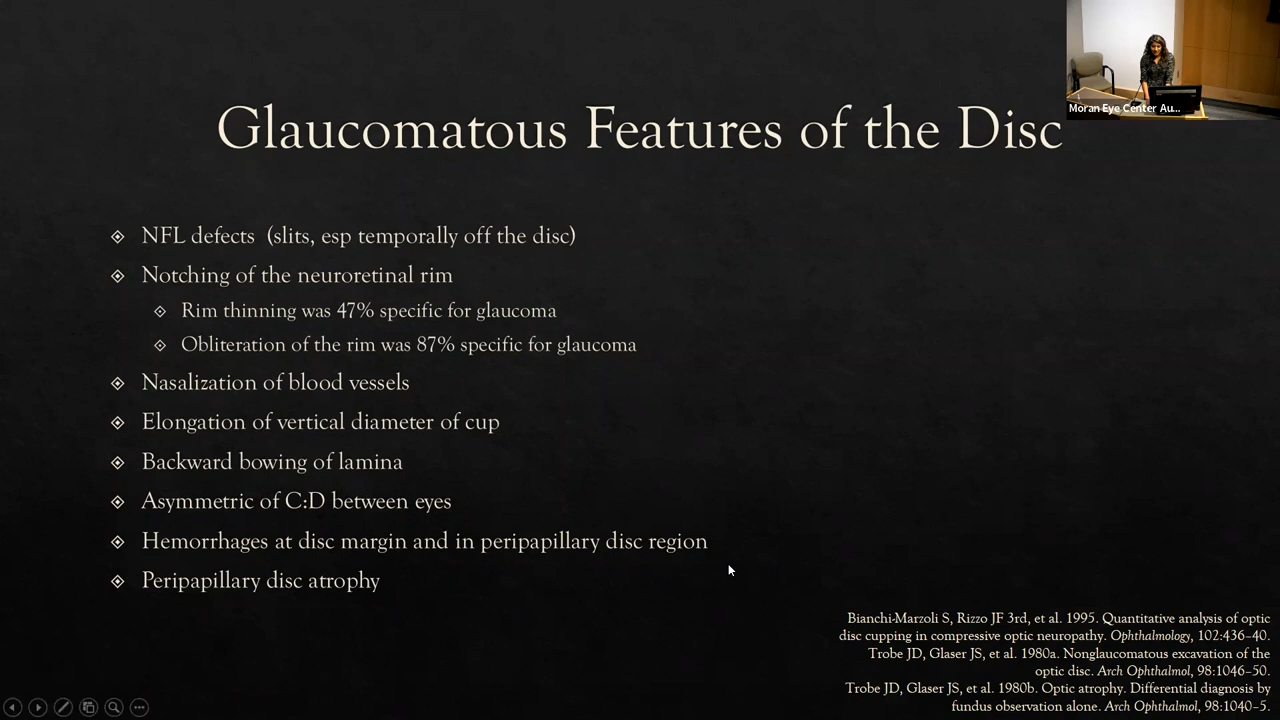 Moran Eye Center Au...
Glaucomatous Features of the Disc
NFL defects (slits, esp temporally off the disc)
Notching of the neuroretinal rim
Rim thinning was 47% specific for glaucoma
Obliteration of the rim was 87% specific for glaucoma
Nasalization of blood vessels
Elongation of vertical diameter of cup
Backward bowing of lamina
Asymmetric of C:D between eyes
Hemorrhages at disc margin and in peripapillary disc region
Peripapillary disc atrophy
Bianchi-Marzoli S, Rizzo JF 3rd, et al. 1995. Quantitative analysis of optic
disc cupping in compressive optic neuropathy. Ophthalmology, 102:436–40.
Trobe JD, Glaser JS, et al. 1980a. Nonglaucomatous excavation of the
optic disc. Arch Ophthalmol, 98:1046–50.
Trobe JD, Glaser JS, et al. 1980b. Optic atrophy. Differential diagnosis by
fundus observation alone. Arch Ophthalmol, 98:1040–5.